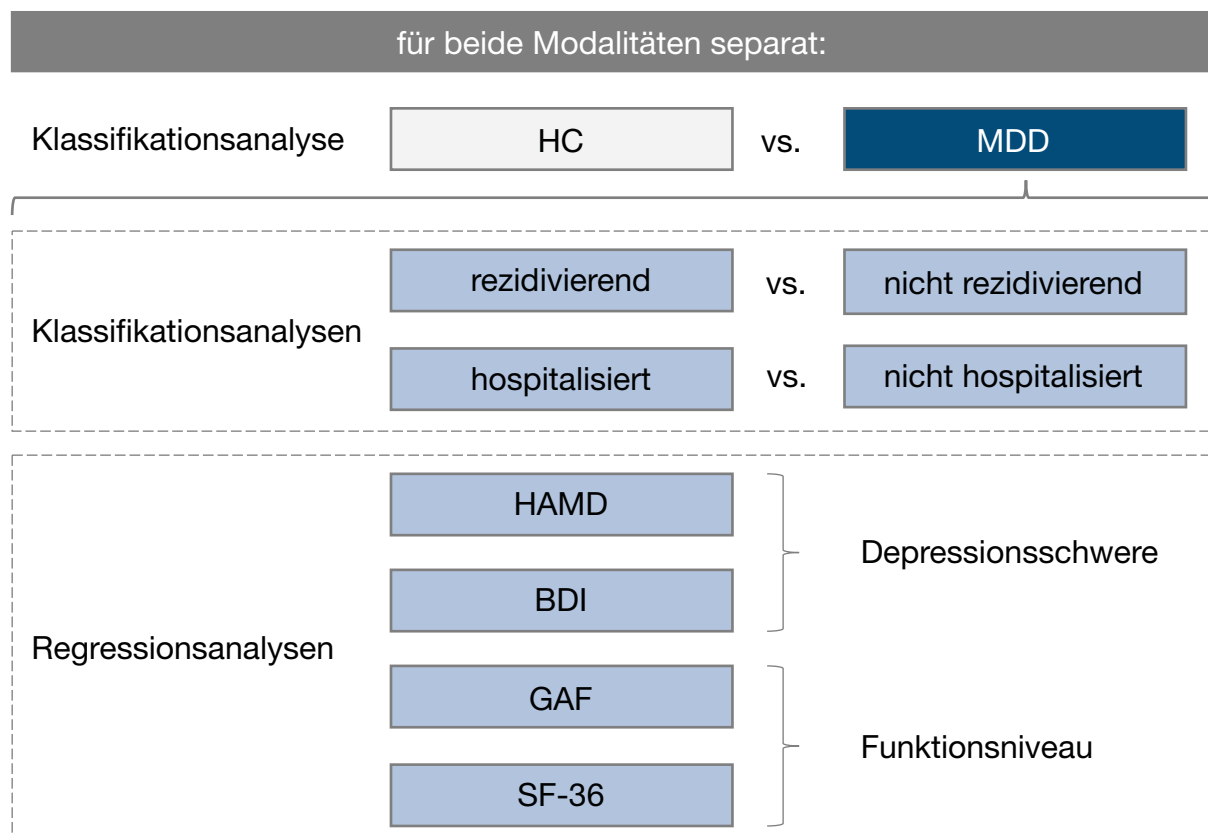 für beide Modalitäten separat:
Klassifikationsanalyse HC vs. MDD
Klassifikationsanalysen
rezidivierend vs. nicht rezidivierend
hospitalisiert vs. nicht hospitalisiert
Regressionsanalysen
HAMD
BDI
Depressionsschwere
GAF
SF-36
Funktionsniveau